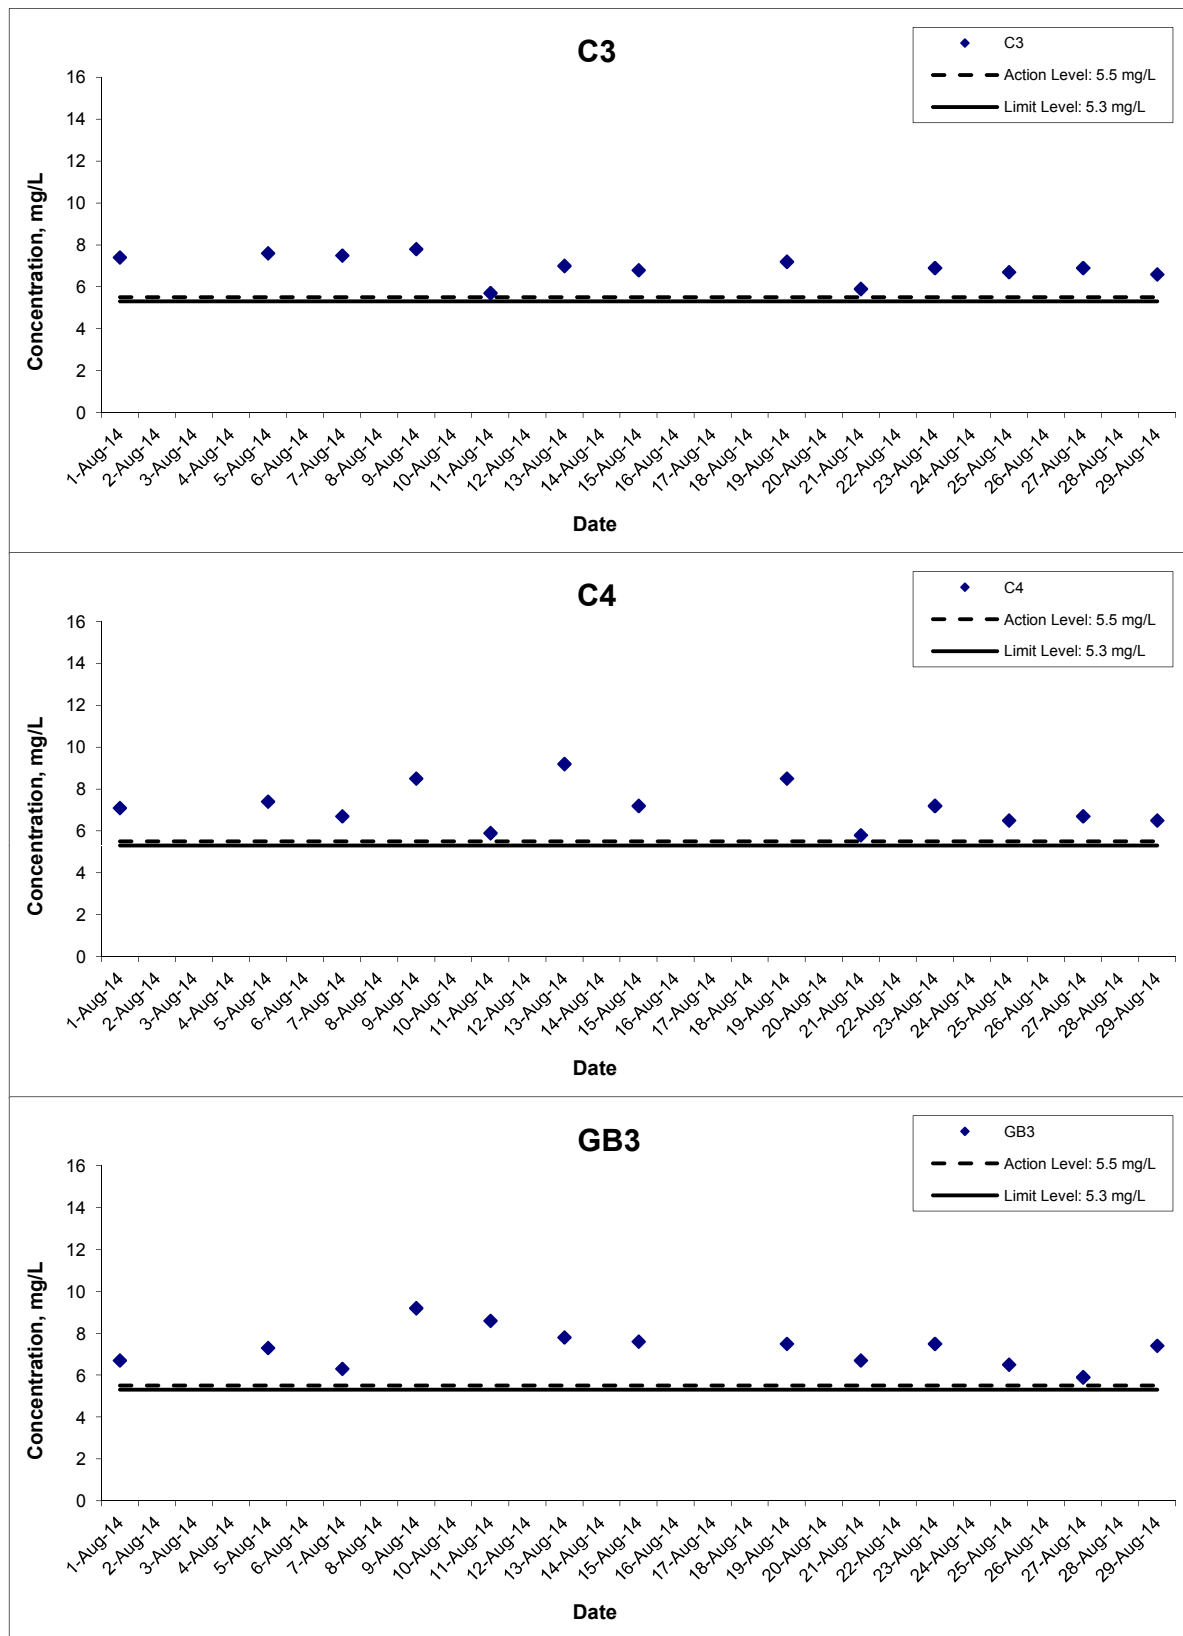 C3
C3
Action Level: 5.5 mg/L
Limit Level: 5.3 mg/L
Concentration, mg/L
16
14
12
10
8
6
4
2
0
1-Aug-14
2-Aug-14
3-Aug-14
4-Aug-14
5-Aug-14
6-Aug-14
7-Aug-14
8-Aug-14
9-Aug-14
10-Aug-14
11-Aug-14
12-Aug-14
13-Aug-14
14-Aug-14
15-Aug-14
16-Aug-14
17-Aug-14
18-Aug-14
19-Aug-14
20-Aug-14
21-Aug-14
22-Aug-14
23-Aug-14
24-Aug-14
25-Aug-14
26-Aug-14
27-Aug-14
28-Aug-14
29-Aug-14
Date
C4
C4
Action Level: 5.5 mg/L
Limit Level: 5.3 mg/L
Concentration, mg/L
16
14
12
10
8
6
4
2
0
1-Aug-14
2-Aug-14
3-Aug-14
4-Aug-14
5-Aug-14
6-Aug-14
7-Aug-14
8-Aug-14
9-Aug-14
10-Aug-14
11-Aug-14
12-Aug-14
13-Aug-14
14-Aug-14
15-Aug-14
16-Aug-14
17-Aug-14
18-Aug-14
19-Aug-14
20-Aug-14
21-Aug-14
22-Aug-14
23-Aug-14
24-Aug-14
25-Aug-14
26-Aug-14
27-Aug-14
28-Aug-14
29-Aug-14
Date
GB3
GB3
Action Level: 5.5 mg/L
Limit Level: 5.3 mg/L
Concentration, mg/L
16
14
12
10
8
6
4
2
0
1-Aug-14
2-Aug-14
3-Aug-14
4-Aug-14
5-Aug-14
6-Aug-14
7-Aug-14
8-Aug-14
9-Aug-14
10-Aug-14
11-Aug-14
12-Aug-14
13-Aug-14
14-Aug-14
15-Aug-14
16-Aug-14
17-Aug-14
18-Aug-14
19-Aug-14
20-Aug-14
21-Aug-14
22-Aug-14
23-Aug-14
24-Aug-14
25-Aug-14
26-Aug-14
27-Aug-14
28-Aug-14
29-Aug-14
Date